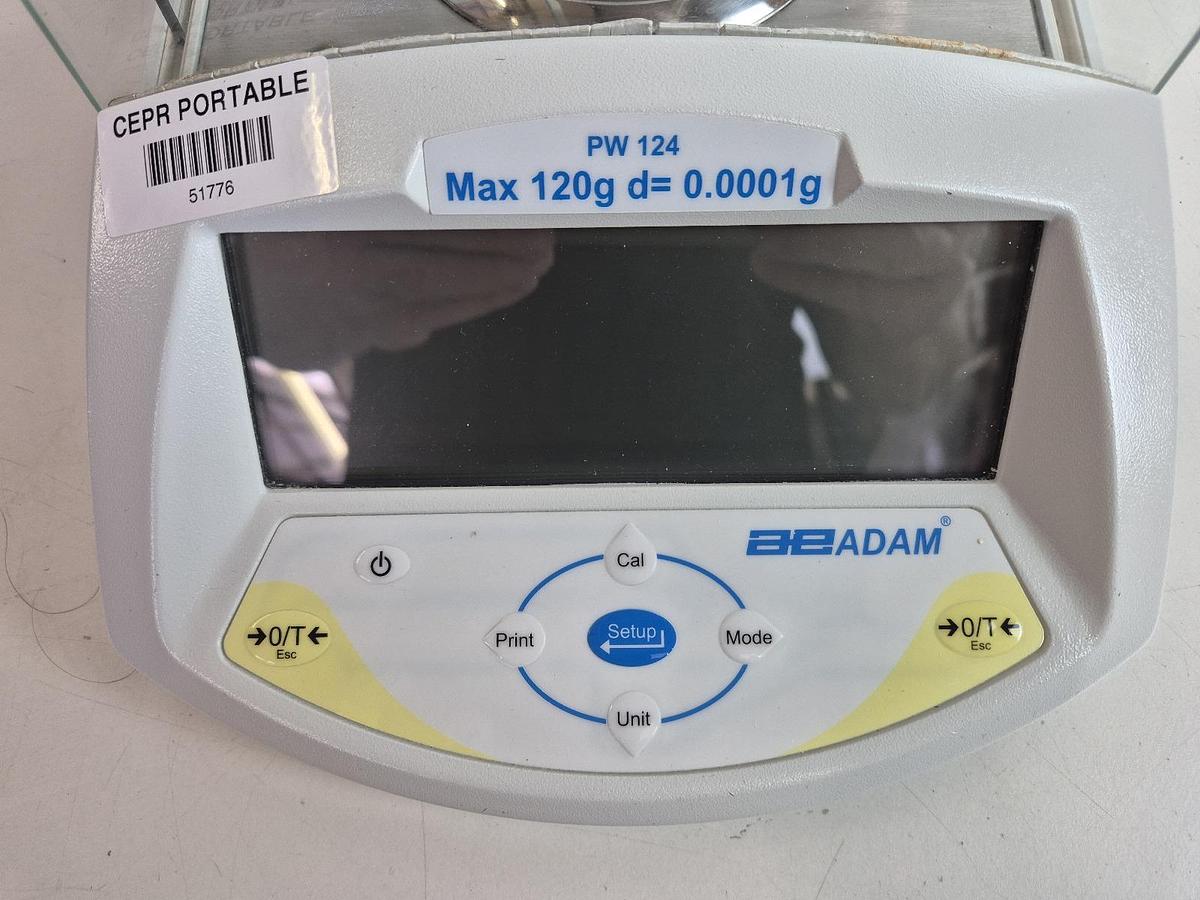 CEPR PORTABLE
51776
PW 124
Max 120g d= 0.0001g
ae ADAM®
Cal
→0/T←
Esc
Print
Setup
Mode
→0/T←
Esc
Unit